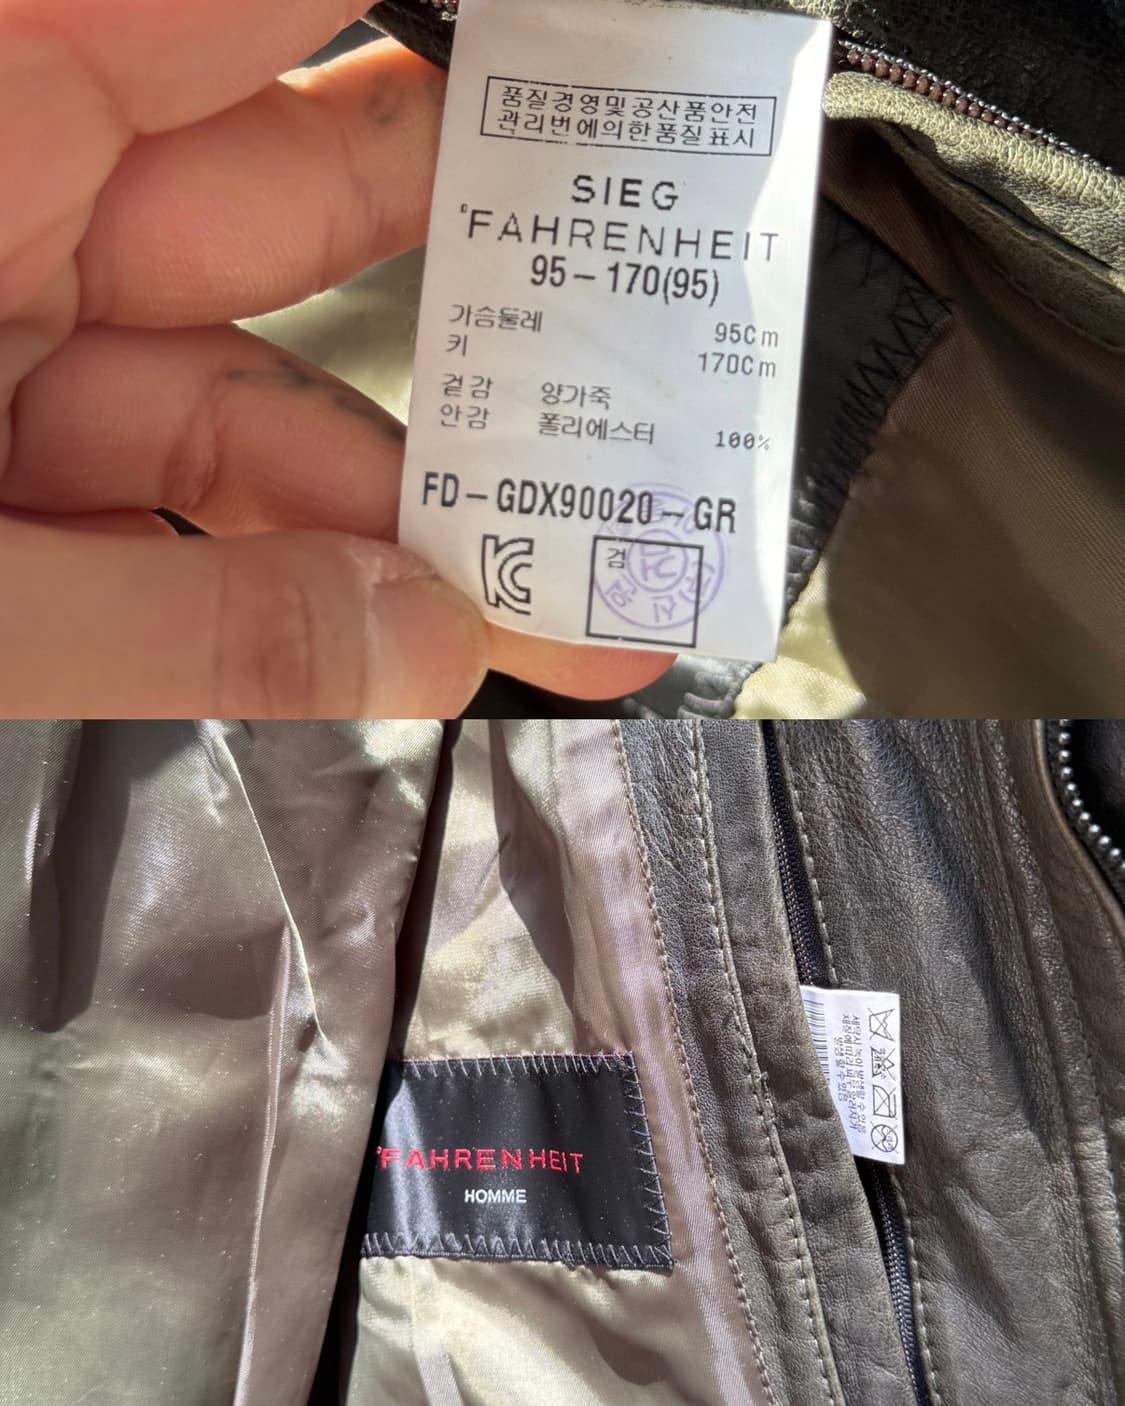 품질경영및공산품안전
관리번에의한품질표시
SIEG
°FAHRENHEIT
95-170(95)
가슴둘레 95Cm
키 170Cm
겉감 양가죽
안감 폴리에스터 100%
FD-GDX90020-GR
검
°FAHRENHEIT
HOMME